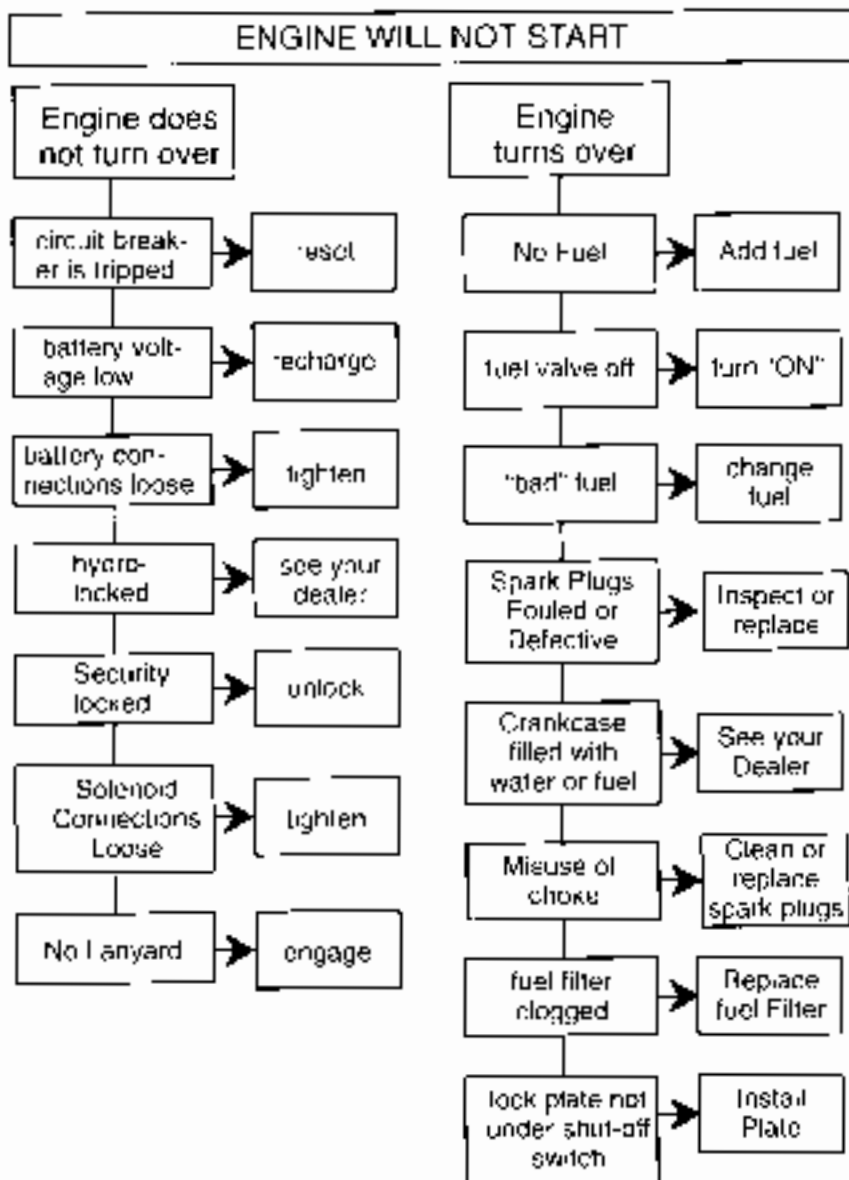 ENGINE WILL NOT START
Engine does
not turn over
circuit break-
er is tripped
reset
battery volt-
age low
recharge
battery con-
nections loose
tighten
hydro-
locked
see your
dealer
Security
locked
unlock
Solenoid
Connections
Loose
tighten
No Lanyard
engage
Engine
turns over
No Fuel
Add fuel
fuel valve off
turn "ON"
"bad" fuel
change
fuel
Spark Plugs
Fouled or
Defective
Inspect or
replace
Crankcase
filled with
water or fuel
See your
Dealer
Misuse of
choke
Clean or
replace
spark plugs
fuel filter
clogged
Replace
fuel Filter
lock plate not
under shut-off
switch
Install
Plate